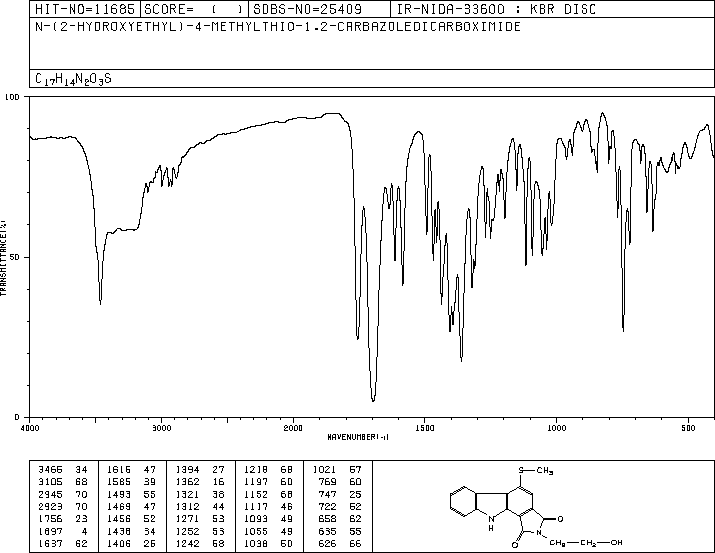 HIT-NO=11685 SCORE= ( ) SDBS-NO=25409 IR-NIDA-33600 : KBR DISC
N-(2-HYDROXYETHYL)-4-METHYLTHIO-1,2-CARBAZOLEDICARBOXIMIDE
C17H14N2O3S
100
50
0
TRANSMITTANCE(%)
4000 3000 2000 1500 1000 500
WAVENUMBER(-1)
3465 34 1615 47 1394 27 1218 68 1021 57
3105 68 1585 39 1362 16 1197 60 769 60
2945 70 1493 55 1321 38 1152 68 747 25
2923 70 1469 47 1312 44 1117 46 722 52
1756 23 1456 52 1271 53 1093 49 658 62
1697 4 1438 34 1252 53 1055 49 635 55
1637 62 1406 25 1242 58 1038 50 626 66
S CH3
N
H
O
O
N
CH2 CH2 OH